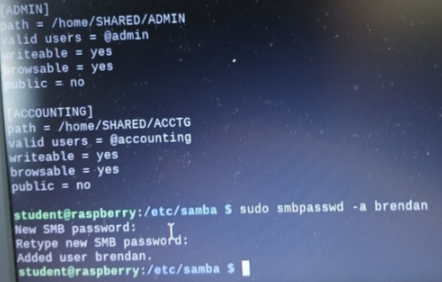 [ADMIN]
path = /home/SHARED/ADMIN
valid users = @admin
writeable = yes
browsable = yes
public = no
[ACCOUNTING]
path = /home/SHARED/ACCTG
valid users = @accounting
writeable = yes
browsable = yes
public = no
student@raspberry:/etc/samba $ sudo smbpasswd -a brendan
New SMB password:
Retype new SMB password:
Added user brendan.
student@raspberry:/etc/samba $